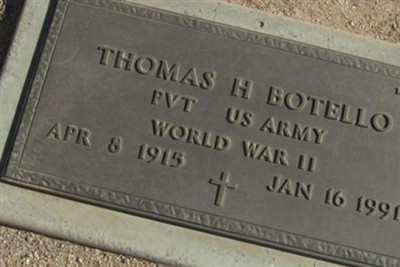 THOMAS H BOTELLO
PVT US ARMY
WORLD WAR II
APR 8 1915 JAN 16 1991